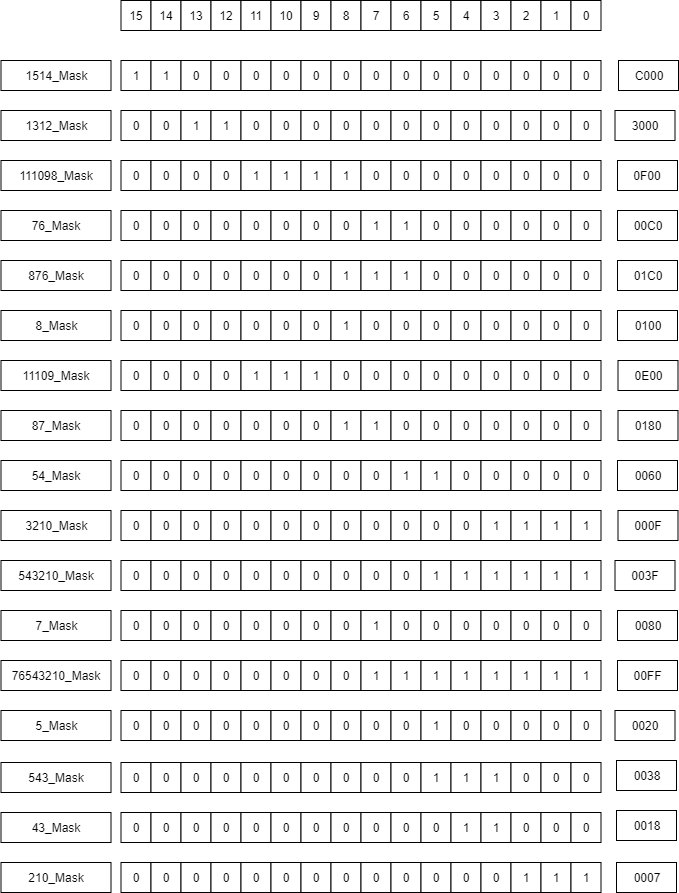 15 14 13 12 11 10 9 8 7 6 5 4 3 2 1 0
1514_Mask 1 1 0 0 0 0 0 0 0 0 0 0 0 0 0 0 C000
1312_Mask 0 0 1 1 0 0 0 0 0 0 0 0 0 0 0 0 3000
111098_Mask 0 0 0 0 1 1 1 1 0 0 0 0 0 0 0 0 0F00
76_Mask 0 0 0 0 0 0 0 0 1 1 0 0 0 0 0 0 00C0
876_Mask 0 0 0 0 0 0 0 1 1 1 0 0 0 0 0 0 01C0
8_Mask 0 0 0 0 0 0 0 1 0 0 0 0 0 0 0 0 0100
11109_Mask 0 0 0 0 1 1 1 0 0 0 0 0 0 0 0 0 0E00
87_Mask 0 0 0 0 0 0 0 1 1 0 0 0 0 0 0 0 0180
54_Mask 0 0 0 0 0 0 0 0 0 1 1 0 0 0 0 0 0060
3210_Mask 0 0 0 0 0 0 0 0 0 0 0 0 1 1 1 1 000F
543210_Mask 0 0 0 0 0 0 0 0 0 0 1 1 1 1 1 1 003F
7_Mask 0 0 0 0 0 0 0 0 1 0 0 0 0 0 0 0 0080
76543210_Mask 0 0 0 0 0 0 0 0 1 1 1 1 1 1 1 1 00FF
5_Mask 0 0 0 0 0 0 0 0 0 0 1 0 0 0 0 0 0020
543_Mask 0 0 0 0 0 0 0 0 0 0 1 1 1 0 0 0 0038
43_Mask 0 0 0 0 0 0 0 0 0 0 0 1 1 0 0 0 0018
210_Mask 0 0 0 0 0 0 0 0 0 0 0 0 0 1 1 1 0007